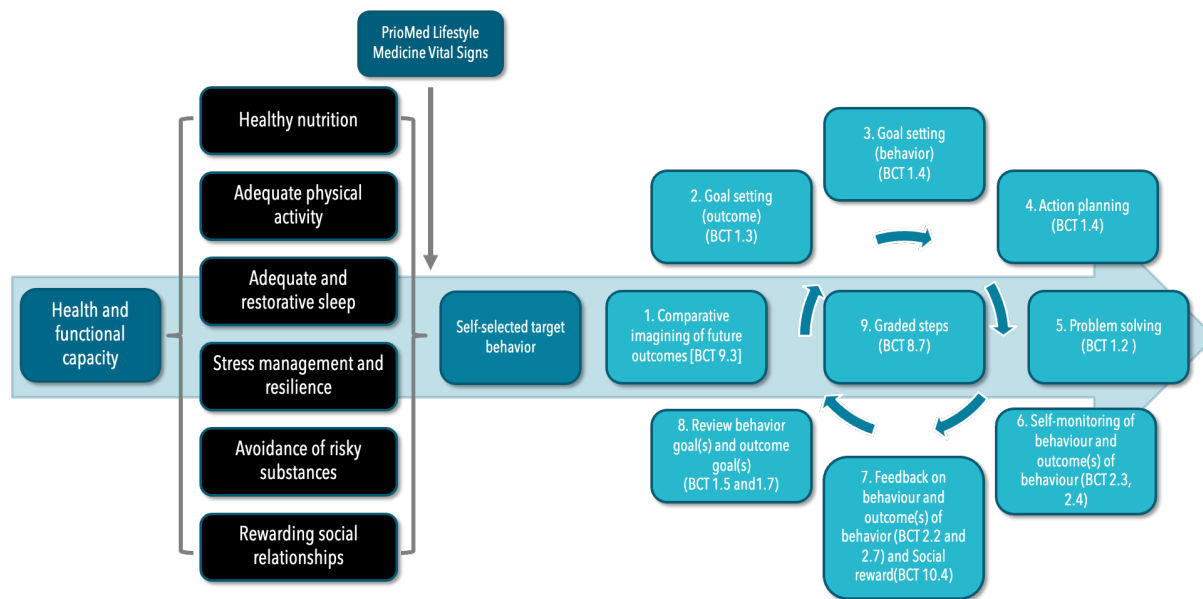 PrioMed Lifestyle
Medicine Vital Signs
Health and
functional
capacity
Healthy nutrition
Adequate physical
activity
Adequate and
restorative sleep
Stress management and
resilience
Avoidance of risky
substances
Rewarding social
relationships
Self-selected target
behavior
1. Comparative
imagining of future
outcomes [BCT 9.3]
2. Goal setting
(outcome)
(BCT 1.3)
3. Goal setting
(behavior)
(BCT 1.4)
4. Action planning
(BCT 1.4)
5. Problem solving
(BCT 1.2 )
6. Self-monitoring of
behaviour and
outcome(s) of
behaviour (BCT 2.3,
2.4)
7. Feedback on
behaviour and
outcome(s) of
behavior (BCT 2.2 and
2.7) and Social
reward(BCT 10.4)
8. Review behavior
goal(s) and outcome
goal(s)
(BCT 1.5 and1.7)
9. Graded steps
(BCT 8.7)